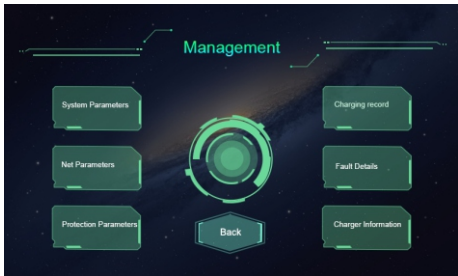 Management
System Parameters
Charging record
Net Parameters
Fault Details
Protection Parameters
Charger Information
Back